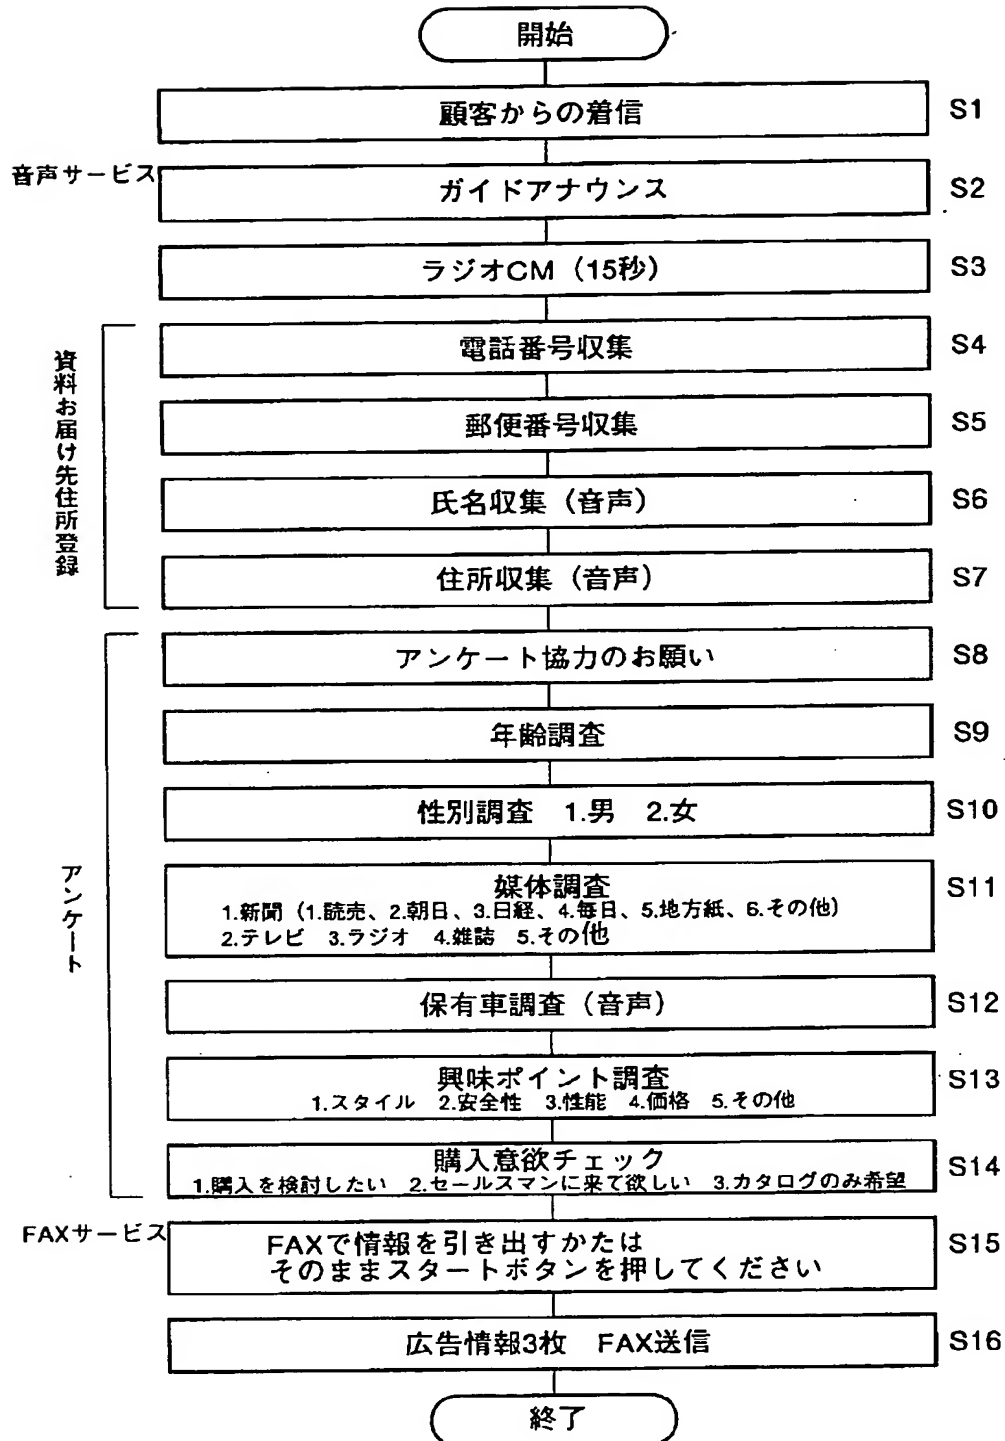 開始
顧客からの着信 S1
音声サービス
ガイドアナウンス S2
ラジオCM（15秒） S3
資料お届け先住所登録
電話番号収集 S4
郵便番号収集 S5
氏名収集（音声） S6
住所収集（音声） S7
アンケート
アンケート協力のお願い S8
年齢調査 S9
性別調査　1.男　2.女 S10
媒体調査 S11
1.新聞（1.読売、2.朝日、3.日経、4.毎日、5.地方紙、6.その他）
2.テレビ　3.ラジオ　4.雑誌　5.その他
保有車調査（音声） S12
興味ポイント調査 S13
1.スタイル　2.安全性　3.性能　4.価格　5.その他
購入意欲チェック S14
1.購入を検討したい　2.セールスマンに来て欲しい　3.カタログのみ希望
FAXサービス
FAXで情報を引き出すかたは S15
そのままスタートボタンを押してください
広告情報3枚　FAX送信 S16
終了